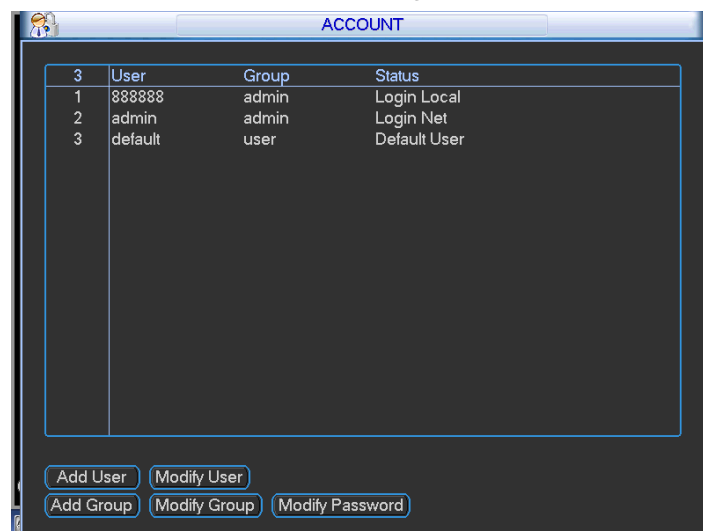 ACCOUNT
3 User Group Status
1 888888 admin Login Local
2 admin admin Login Net
3 default user Default User
Add User Modify User
Add Group Modify Group Modify Password